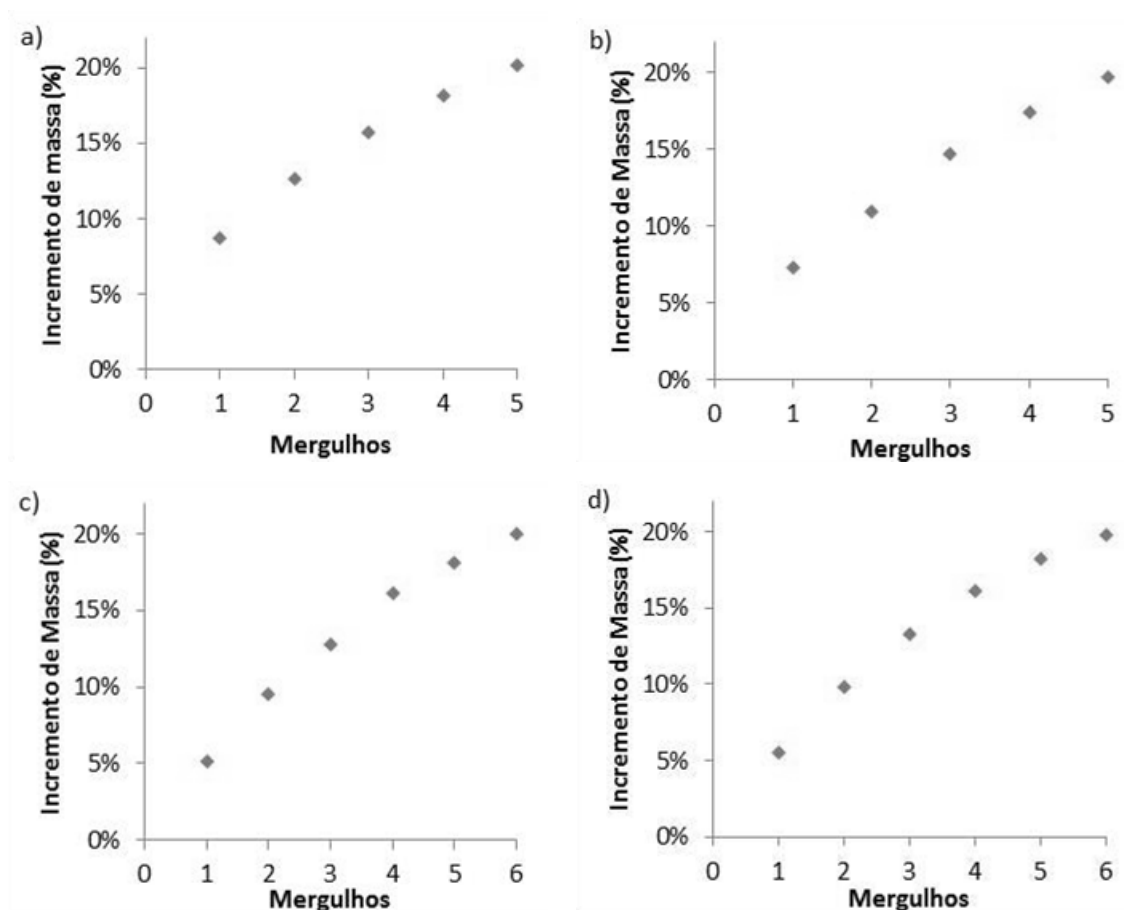 a)
Incremento de massa (%)
20%
15%
10%
5%
0%
0 1 2 3 4 5
Mergulhos
b)
Incremento de Massa (%)
20%
15%
10%
5%
0%
0 1 2 3 4 5
Mergulhos
c)
Incremento de Massa (%)
20%
15%
10%
5%
0%
0 1 2 3 4 5 6
Mergulhos
d)
Incremento de Massa (%)
20%
15%
10%
5%
0%
0 1 2 3 4 5 6
Mergulhos